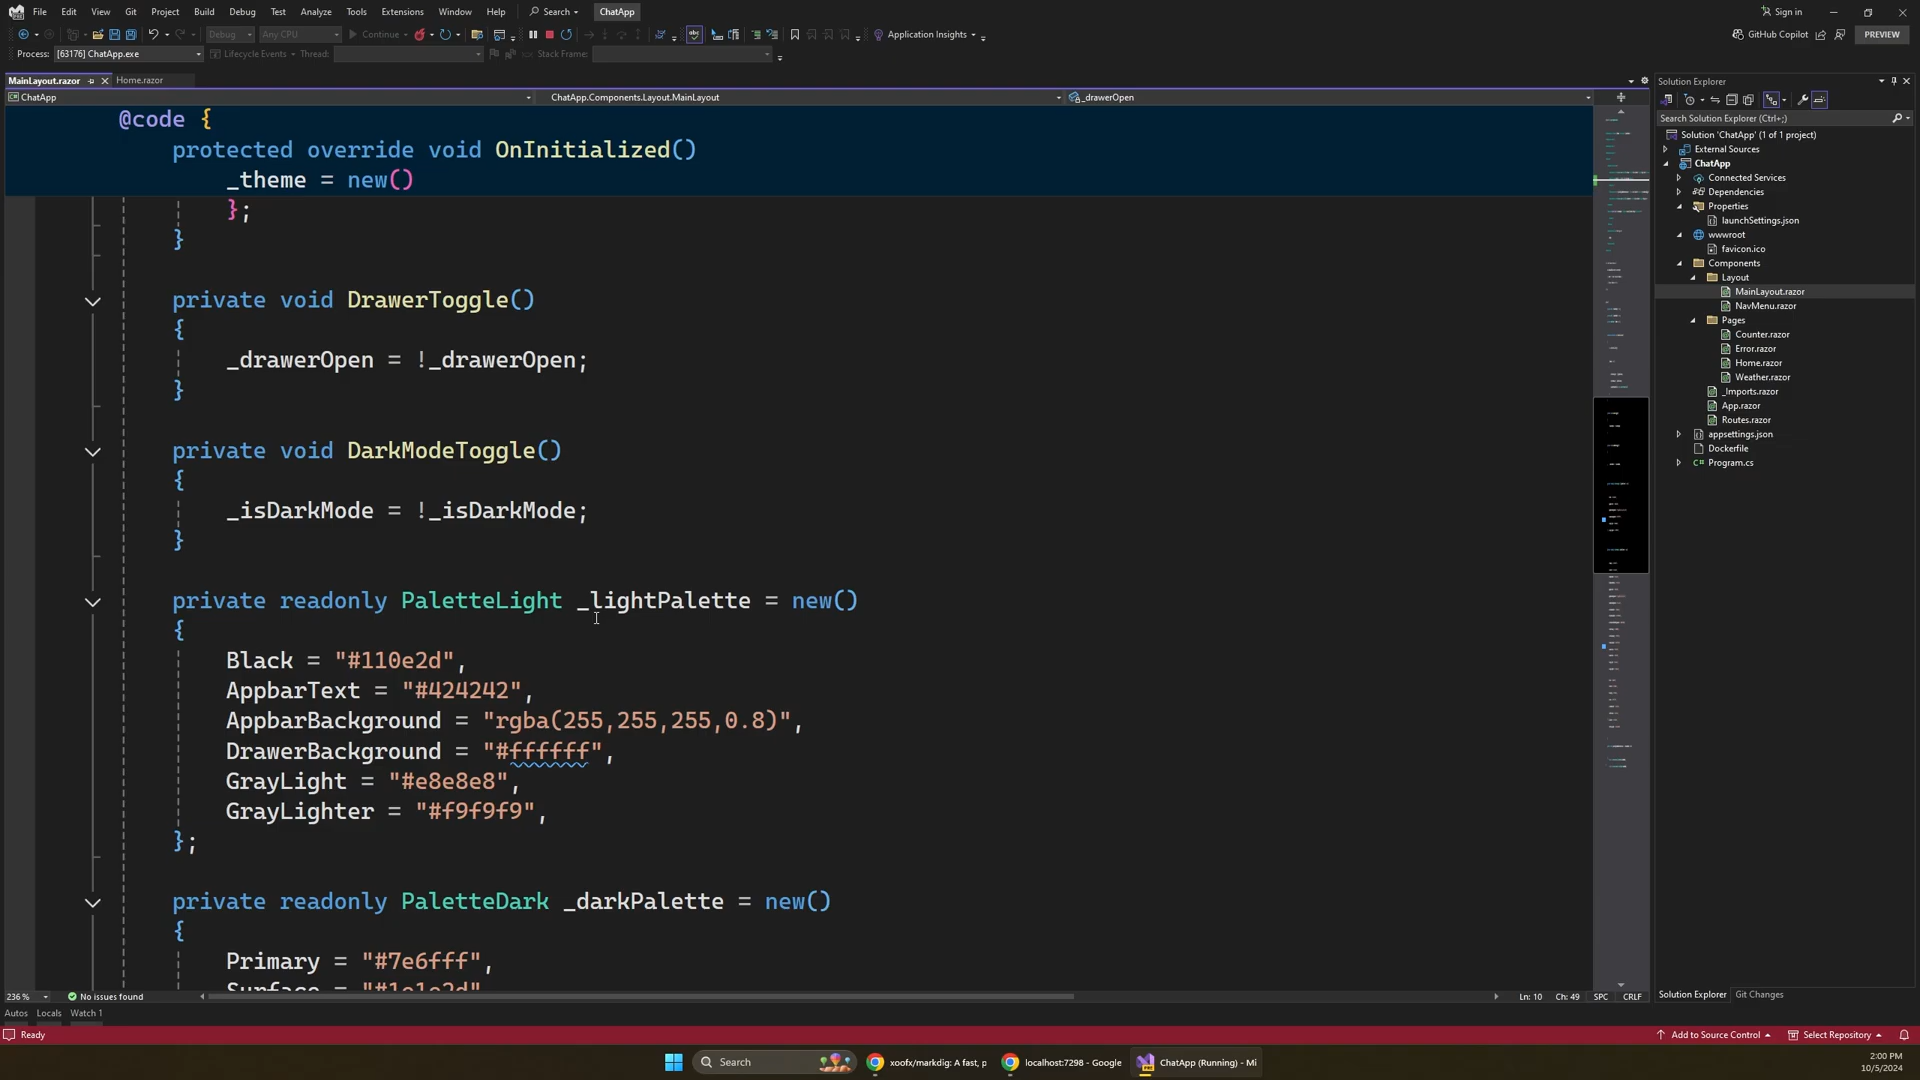 File Edit View Git Project Build Debug Test Analyze Tools Extensions Window Help Search ChatApp Sign in
Debug Any CPU Continue Application Insights GitHub Copilot PREVIEW
Process: [63176] ChatApp.exe Lifecycle Events Thread: Stack Frame:
MainLayout.razor Home.razor
ChatApp ChatApp.Components.Layout.MainLayout _drawerOpen
@code {
protected override void OnInitialized()
_theme = new()
};
}
private void DrawerToggle()
{
_drawerOpen = !_drawerOpen;
}
private void DarkModeToggle()
{
_isDarkMode = !_isDarkMode;
}
private readonly PaletteLight _lightPalette = new()
{
Black = "#110e2d",
AppbarText = "#424242",
AppbarBackground = "rgba(255,255,255,0.8)",
DrawerBackground = "#ffffff",
GrayLight = "#e8e8e8",
GrayLighter = "#f9f9f9",
};
private readonly PaletteDark _darkPalette = new()
{
Primary = "#7e6fff",
Surface = "#1e1e2d"
236 % No issues found Ln: 10 Ch: 49 SPC CRLF
Autos Locals Watch 1
Solution Explorer
Search Solution Explorer (Ctrl+;)
Solution 'ChatApp' (1 of 1 project)
External Sources
ChatApp
Connected Services
Dependencies
Properties
launchSettings.json
wwwroot
favicon.ico
Components
Layout
MainLayout.razor
NavMenu.razor
Pages
Counter.razor
Error.razor
Home.razor
Weather.razor
_Imports.razor
App.razor
Routes.razor
appsettings.json
Dockerfile
C# Program.cs
Solution Explorer Git Changes
Ready Add to Source Control Select Repository
Search xoofx/markdig: A fast, p localhost:7298 - Google ChatApp (Running) - Mi
2:00 PM
10/5/2024